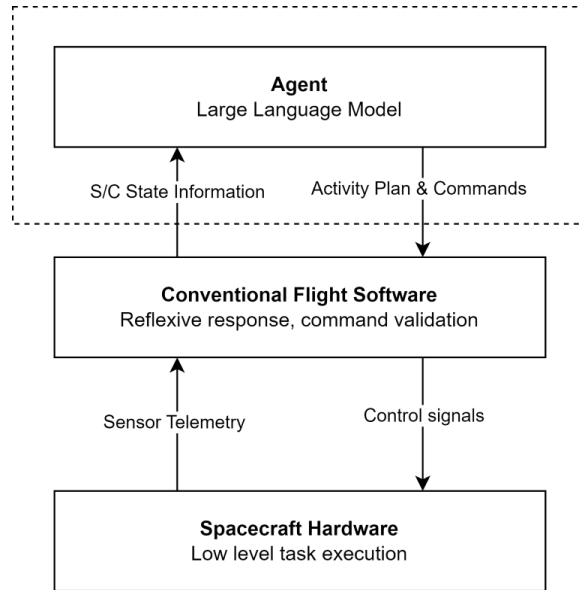 Agent
Large Language Model
S/C State Information
Activity Plan & Commands
Conventional Flight Software
Reflexive response, command validation
Sensor Telemetry
Control signals
Spacecraft Hardware
Low level task execution